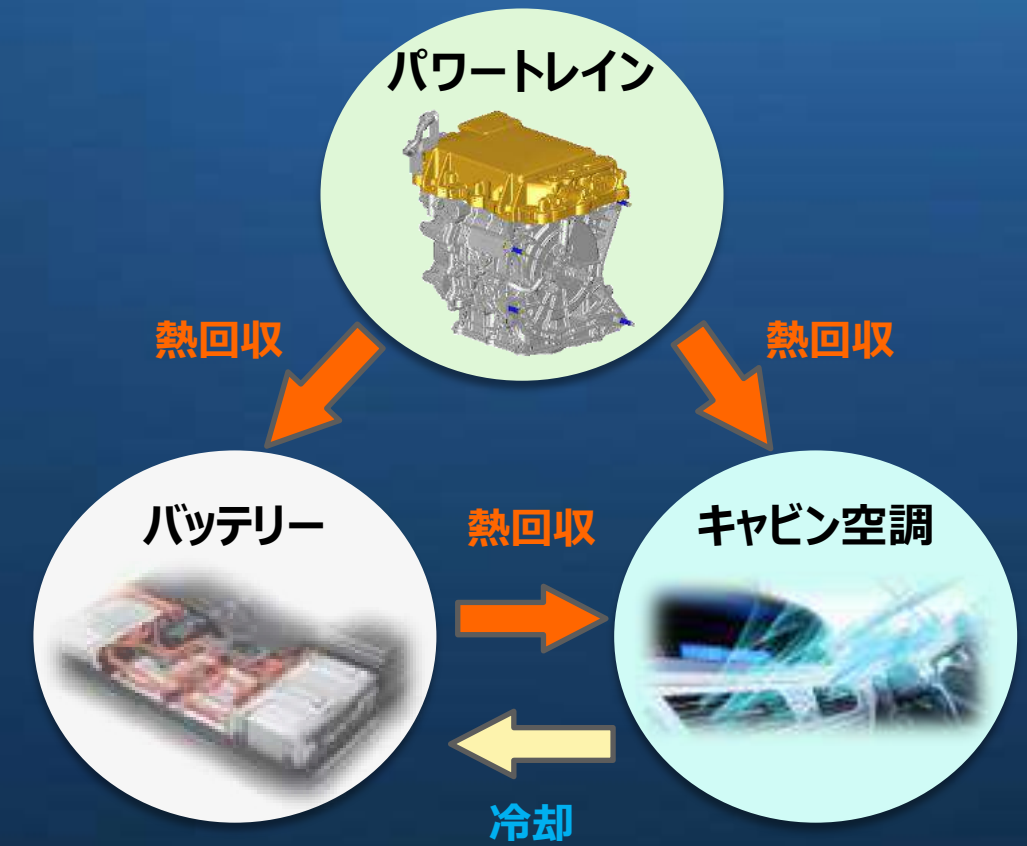 パワートレイン
熱回収
熱回収
バッテリー
熱回収
キャビン空調
冷却